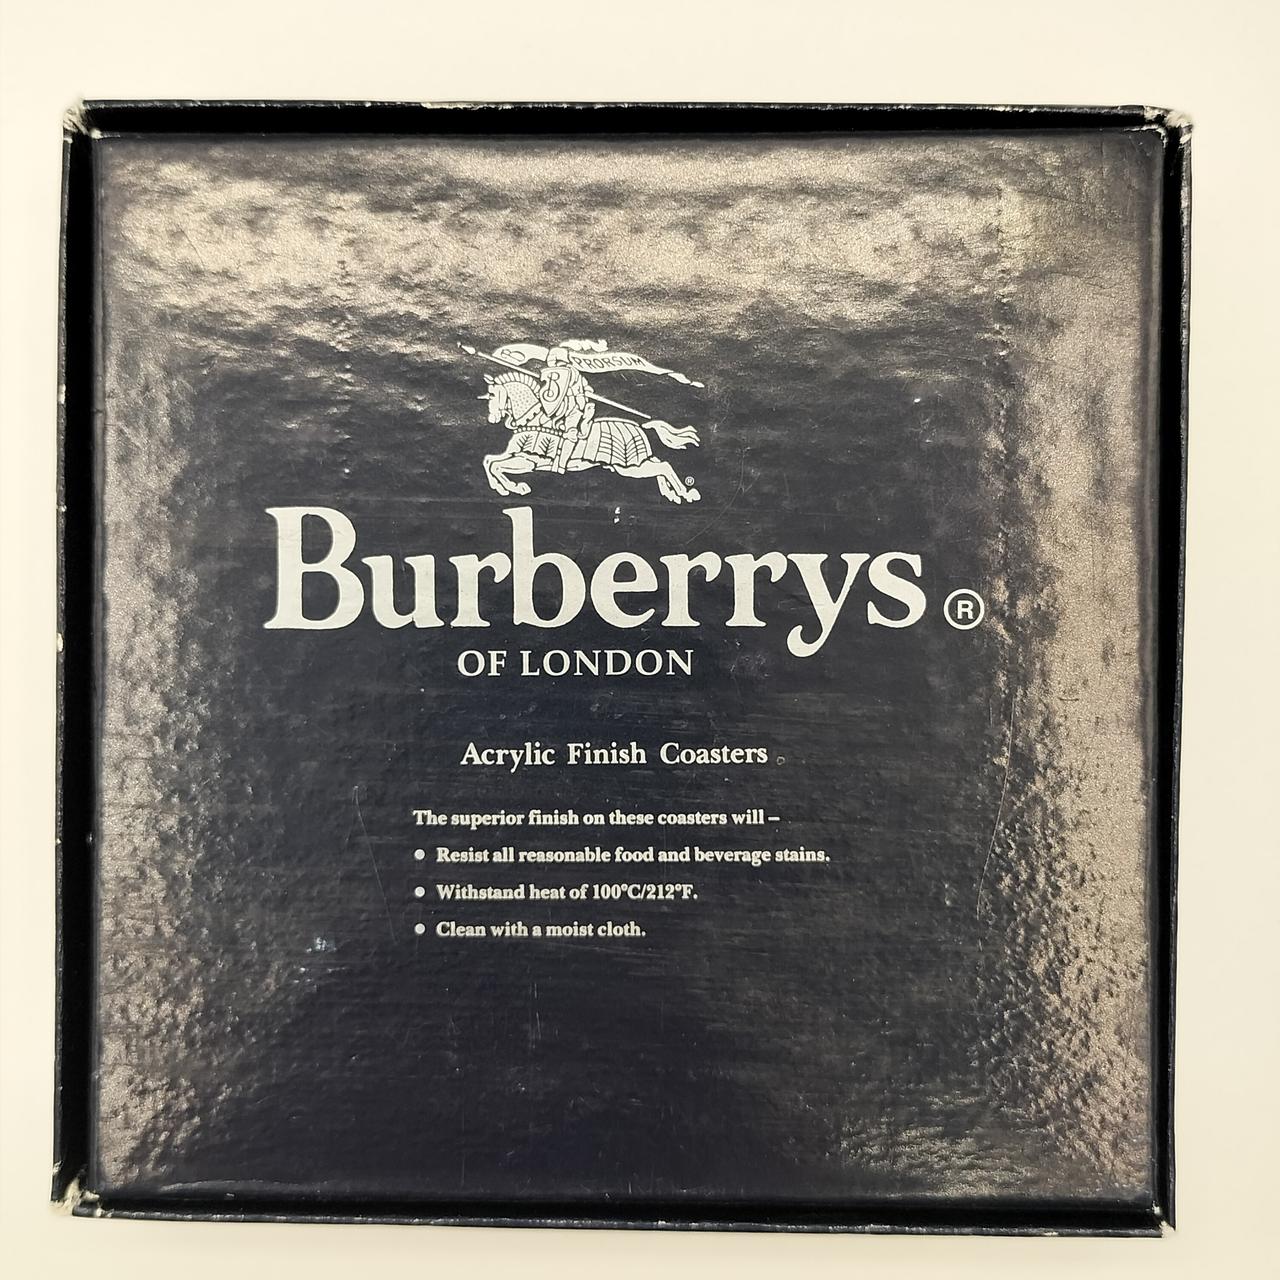 PRORSUM
B
®
Burberrys ®
OF LONDON
Acrylic Finish Coasters
The superior finish on these coasters will –
● Resist all reasonable food and beverage stains.
● Withstand heat of 100°C/212°F.
● Clean with a moist cloth.